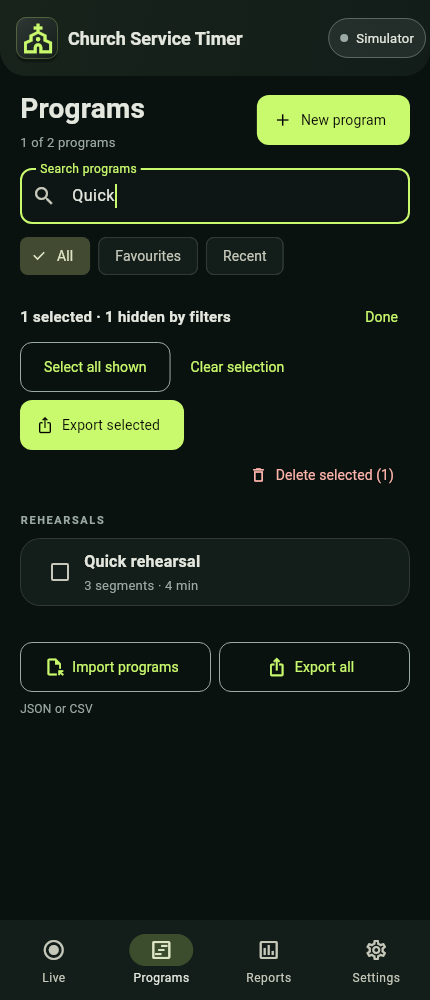 Church Service Timer
Simulator
Programs
1 of 2 programs
New program
Search programs
Quick
All
Favourites
Recent
1 selected · 1 hidden by filters
Done
Select all shown
Clear selection
Export selected
Delete selected (1)
REHEARSALS
Quick rehearsal
3 segments · 4 min
Import programs
Export all
JSON or CSV
Live
Programs
Reports
Settings